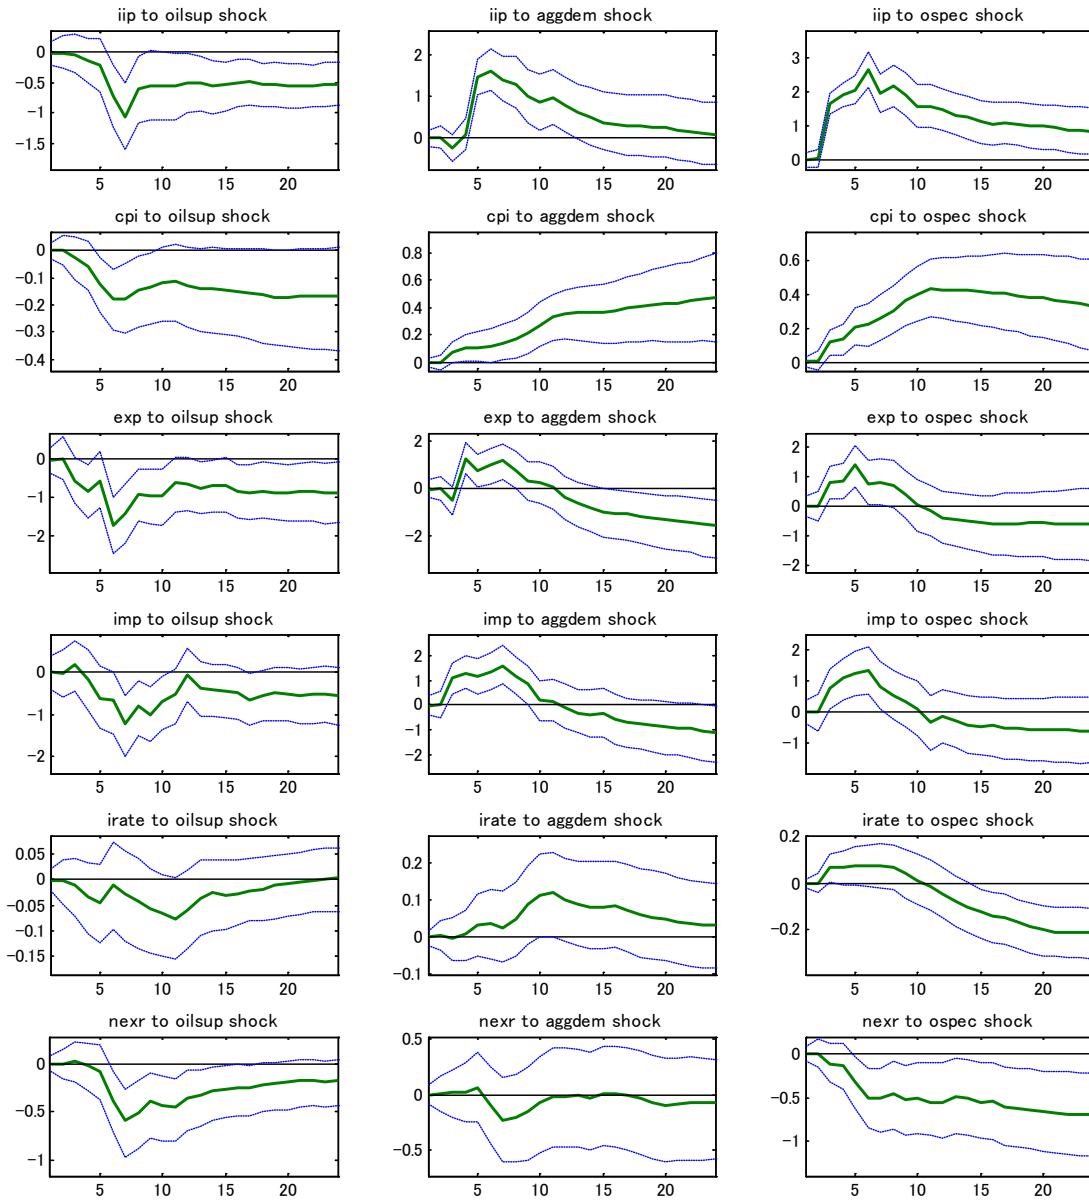 iip to oilsup shock
0
−0.5
−1
−1.5
5 10 15 20
iip to aggdem shock
2
1
0
5 10 15 20
iip to ospec shock
3
2
1
0
5 10 15 20
cpi to oilsup shock
0
−0.1
−0.2
−0.3
−0.4
5 10 15 20
cpi to aggdem shock
0.8
0.6
0.4
0.2
0
5 10 15 20
cpi to ospec shock
0.6
0.4
0.2
0
5 10 15 20
exp to oilsup shock
0
−1
−2
5 10 15 20
exp to aggdem shock
2
0
−2
5 10 15 20
exp to ospec shock
2
1
0
−1
−2
5 10 15 20
imp to oilsup shock
0
−1
−2
5 10 15 20
imp to aggdem shock
2
1
0
−1
−2
5 10 15 20
imp to ospec shock
2
1
0
−1
5 10 15 20
irate to oilsup shock
0.05
0
−0.05
−0.1
−0.15
5 10 15 20
irate to aggdem shock
0.2
0.1
0
−0.1
5 10 15 20
irate to ospec shock
0.2
0
−0.2
5 10 15 20
nexr to oilsup shock
0
−0.5
−1
5 10 15 20
nexr to aggdem shock
0.5
0
−0.5
5 10 15 20
nexr to ospec shock
0
−0.5
−1
5 10 15 20